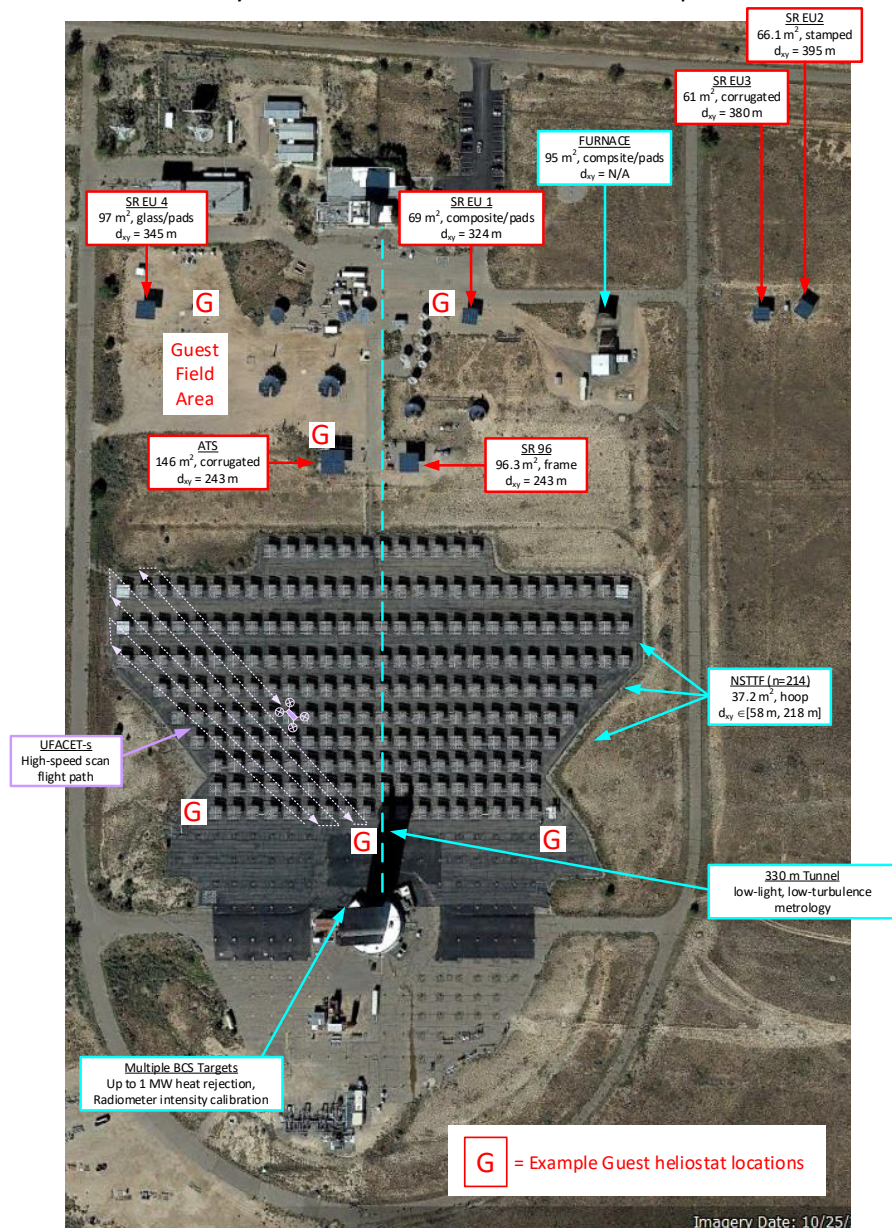 SR EU2
66.1 m², stamped
dxy = 395 m
SR EU3
61 m², corrugated
dxy = 380 m
FURNACE
95 m², compsite/pads
dxy = N/A
SR EU 4
97 m², glass/pads
dxy = 345 m
SR EU 1
69 m², composite/pads
dxy = 324 m
G
G
Guest
Field
Area
G
ATS
146 m², corrugated
dxy = 243 m
SR 96
96.3 m², frame
dxy = 243 m
NSTTF (n=214)
37.2 m², hoop
dxy ∈[58 m, 218 m]
UFACET-s
High-speed scan
flight path
G
G
G
330 m Tunnel
low-light, low-turbulence
metrology
Multiple BCS Targets
Up to 1 MW heat rejection,
Radiometer intensity calibration
G = Example Guest heliostat locations
Imagery Date: 10/25/